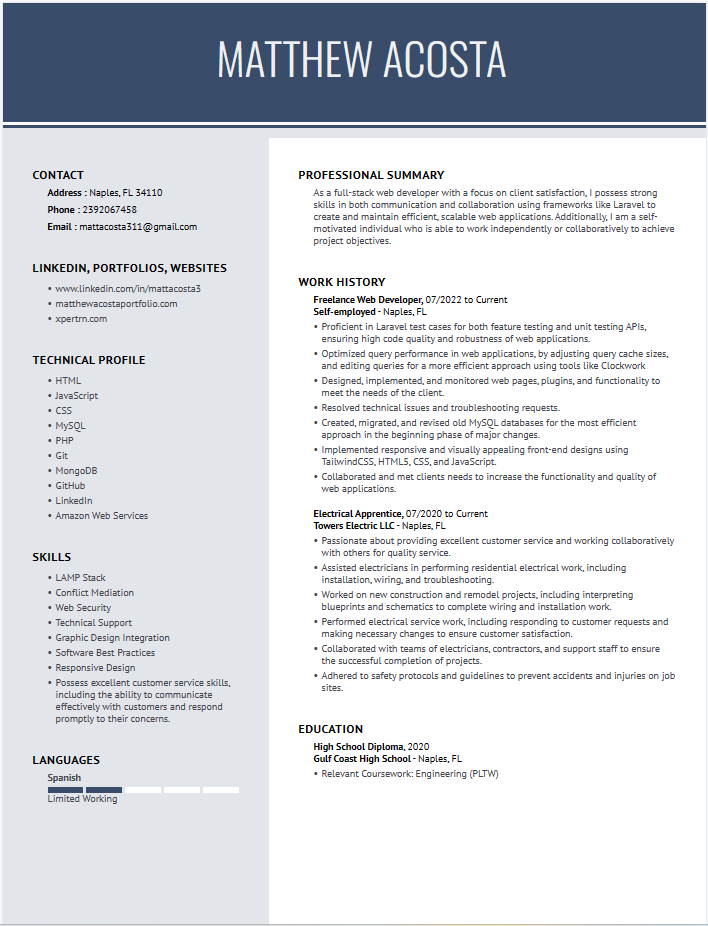 MATTHEW ACOSTA
CONTACT
Address : Naples, FL 34110
Phone : 2392067458
Email : mattacosta311@gmail.com
LINKEDIN, PORTFOLIOS, WEBSITES
• www.linkedin.com/in/mattacosta3
• matthewacostaportfolio.com
• xpertrn.com
TECHNICAL PROFILE
• HTML
• JavaScript
• CSS
• MySQL
• PHP
• Git
• MongoDB
• GitHub
• LinkedIn
• Amazon Web Services
SKILLS
• LAMP Stack
• Conflict Mediation
• Web Security
• Technical Support
• Graphic Design Integration
• Software Best Practices
• Responsive Design
• Possess excellent customer service skills,
including the ability to communicate
effectively with customers and respond
promptly to their concerns.
LANGUAGES
Spanish
Limited Working
PROFESSIONAL SUMMARY
As a full-stack web developer with a focus on client satisfaction, I possess strong
skills in both communication and collaboration using frameworks like Laravel to
create and maintain efficient, scalable web applications. Additionally, I am a self-
motivated individual who is able to work independently or collaboratively to achieve
project objectives.
WORK HISTORY
Freelance Web Developer, 07/2022 to Current
Self-employed - Naples, FL
• Proficient in Laravel test cases for both feature testing and unit testing APIs,
ensuring high code quality and robustness of web applications.
• Optimized query performance in web applications, by adjusting query cache sizes,
and editing queries for a more efficient approach using tools like Clockwork
• Designed, implemented, and monitored web pages, plugins, and functionality to
meet the needs of the client.
• Resolved technical issues and troubleshooting requests.
• Created, migrated, and revised old MySQL databases for the most efficient
approach in the beginning phase of major changes.
• Implemented responsive and visually appealing front-end designs using
TailwindCSS, HTML5, CSS, and JavaScript.
• Collaborated and met clients needs to increase the functionality and quality of
web applications.
Electrical Apprentice, 07/2020 to Current
Towers Electric LLC - Naples, FL
• Passionate about providing excellent customer service and working collaboratively
with others for quality service.
• Assisted electricians in performing residential electrical work, including
installation, wiring, and troubleshooting.
• Worked on new construction and remodel projects, including interpreting
blueprints and schematics to complete wiring and installation work.
• Performed electrical service work, including responding to customer requests and
making necessary changes to ensure customer satisfaction.
• Collaborated with teams of electricians, contractors, and support staff to ensure
the successful completion of projects.
• Adhered to safety protocols and guidelines to prevent accidents and injuries on job
sites.
EDUCATION
High School Diploma, 2020
Gulf Coast High School - Naples, FL
• Relevant Coursework: Engineering (PLTW)